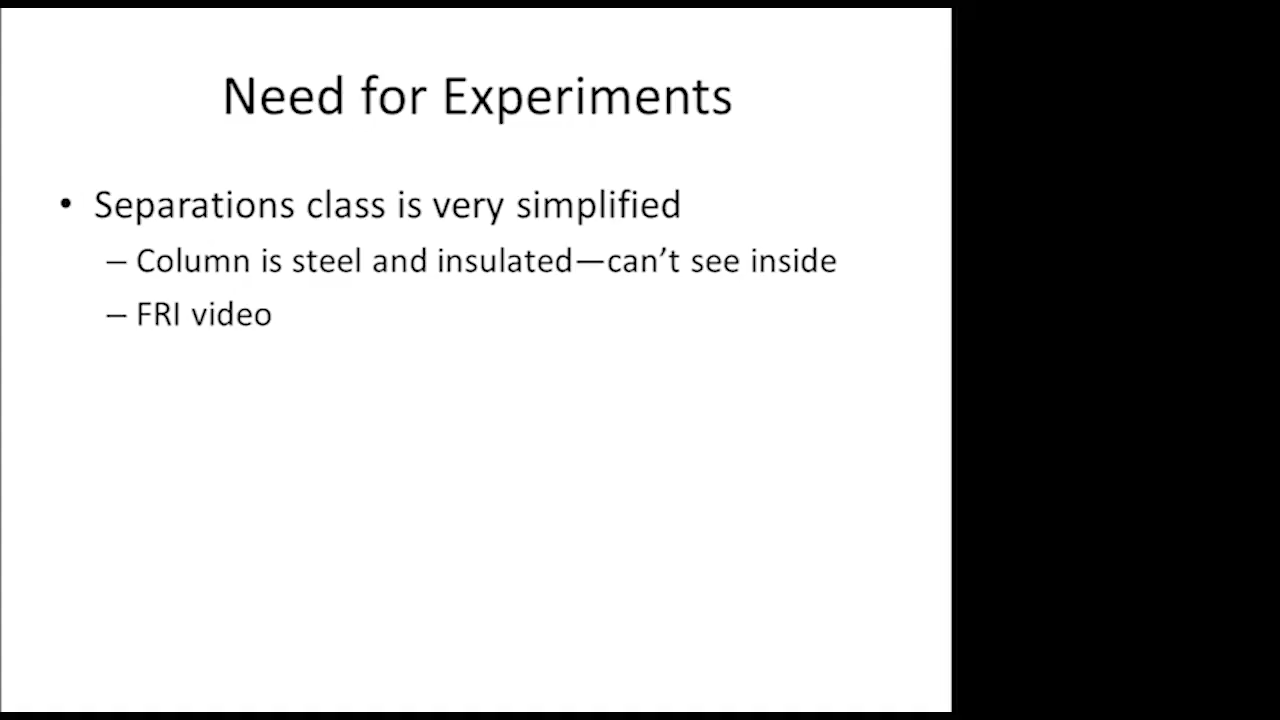 Need for Experiments
• Separations class is very simplified
– Column is steel and insulated—can't see inside
– FRI video